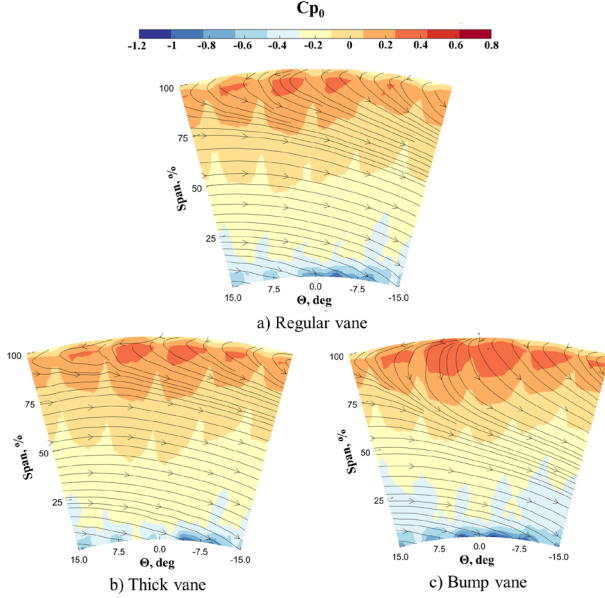 Cp0
-1.2 -1 -0.8 -0.6 -0.4 -0.2 0 0.2 0.4 0.6 0.8
100
75
50
25
Span, %
15.0 7.5 0.0 -7.5 -15.0
Θ, deg
a) Regular vane
100
75
50
25
Span, %
15.0 7.5 0.0 -7.5 -15.0
Θ, deg
b) Thick vane
100
75
50
25
Span, %
15.0 7.5 0.0 -7.5 -15.0
Θ, deg
c) Bump vane